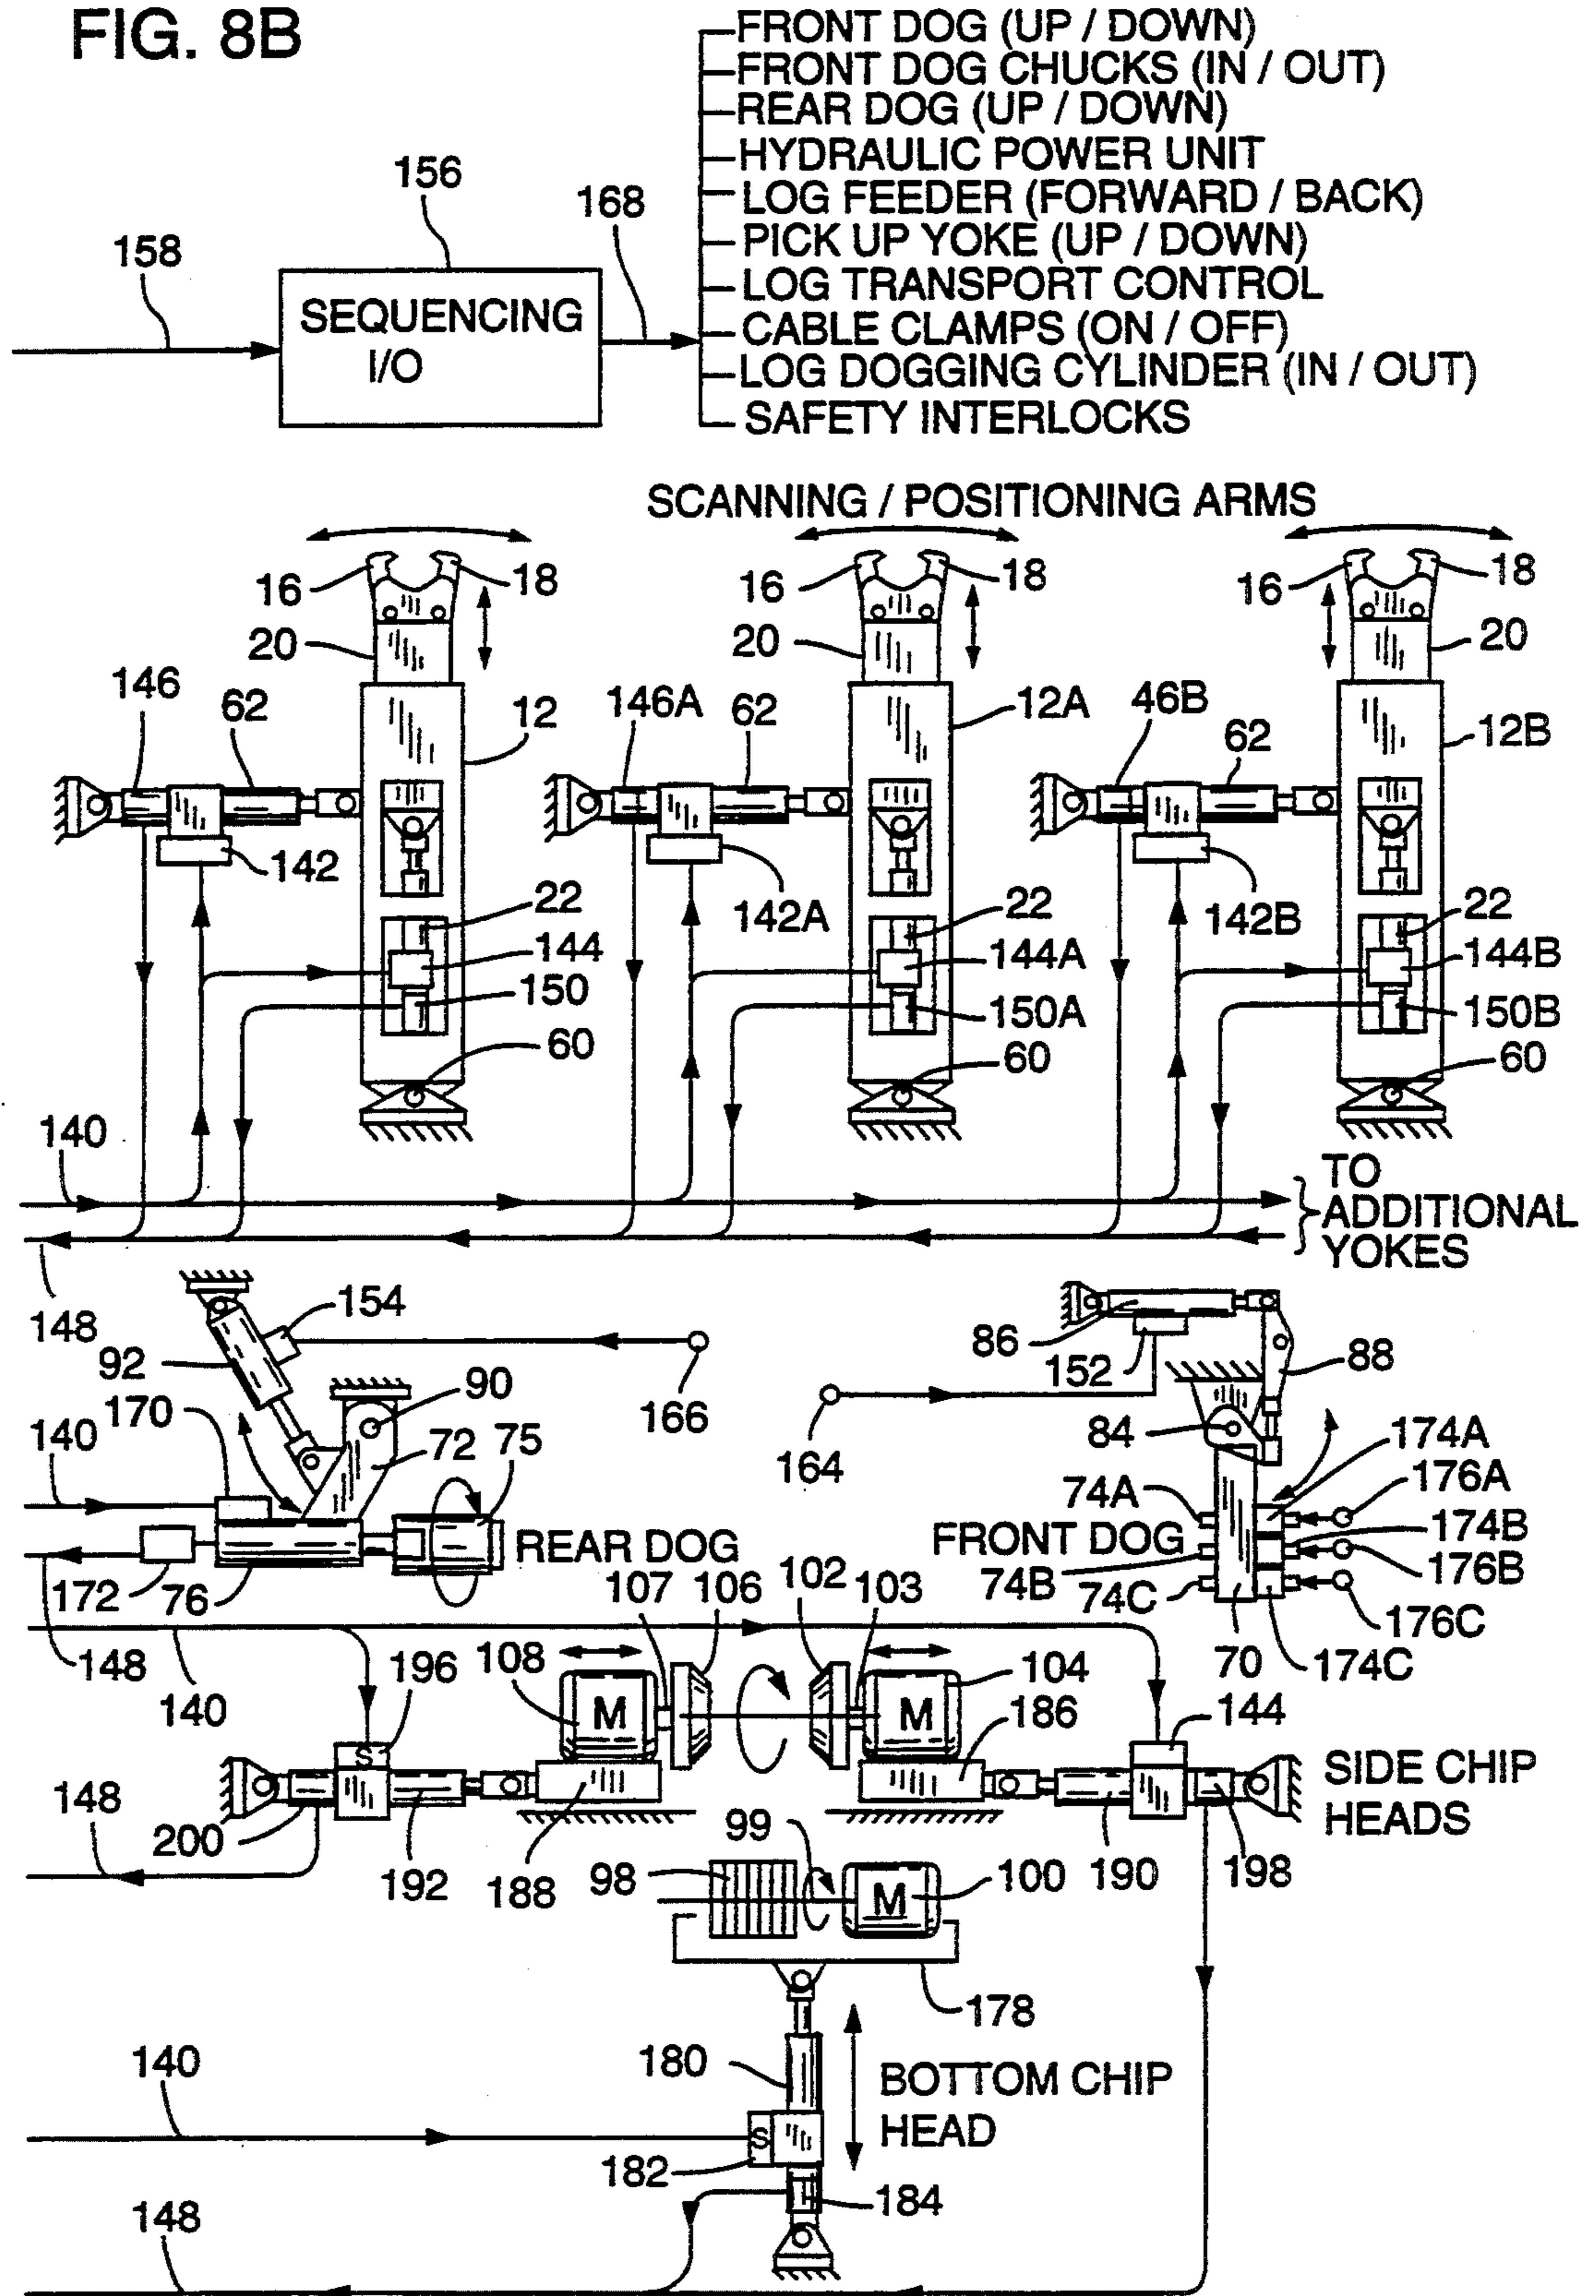 FIG. 8B
FRONT DOG (UP / DOWN)
FRONT DOG CHUCKS (IN / OUT)
REAR DOG (UP / DOWN)
HYDRAULIC POWER UNIT
LOG FEEDER (FORWARD / BACK)
PICK UP YOKE (UP / DOWN)
LOG TRANSPORT CONTROL
CABLE CLAMPS (ON / OFF)
LOG DOGGING CYLINDER (IN / OUT)
SAFETY INTERLOCKS
156
168
158
SEQUENCING
I/O
SCANNING / POSITIONING ARMS
16 18 16 18 16 18
20 20 20
146 62 12 146A 62 12A 46B 62 12B
142 142A 142B
22 22 22
144 144A 144B
150 150A 150B
60 60 60
140
TO
ADDITIONAL
YOKES
148
154
92
166
90
170
140
72
75
REAR DOG
172
76
148
86
152
88
164
84
174A
176A
74A
FRONT DOG
174B
74B
176B
74C
176C
70
174C
107 106 102 103
140
196 108 M M 104
186
144
SIDE CHIP
HEADS
S
148
200
192
188
190
198
99
98
M
100
178
180
BOTTOM CHIP
HEAD
140
S
182
184
148